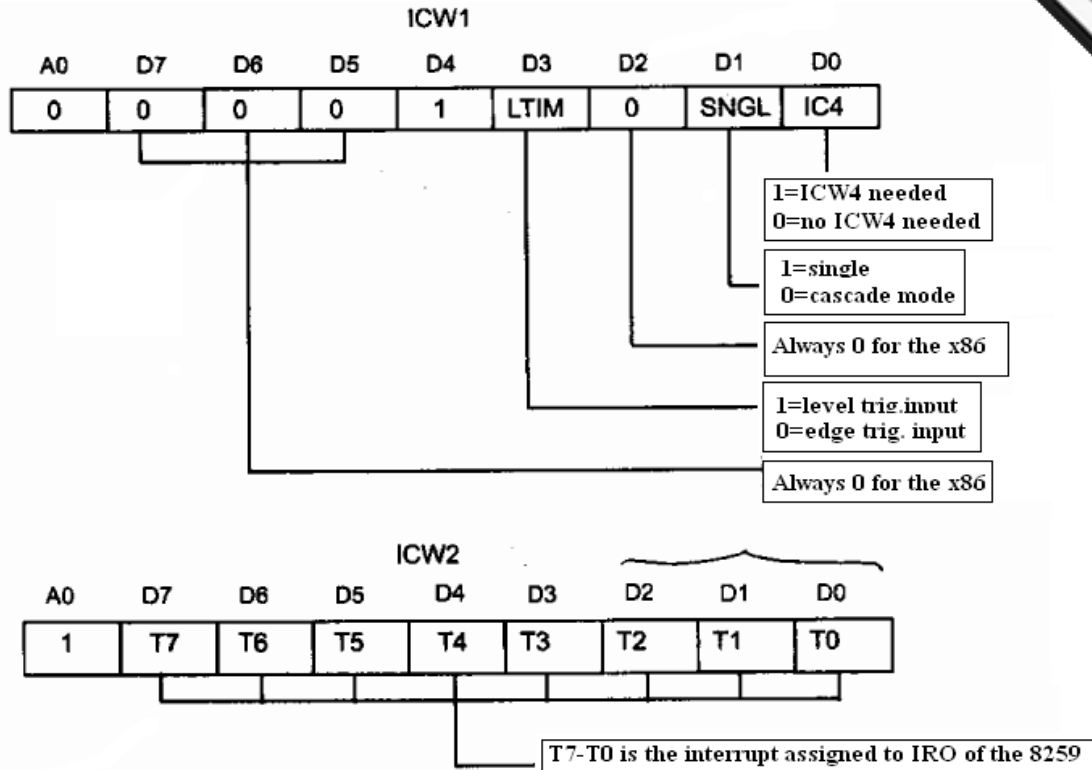 ICW1
A0 D7 D6 D5 D4 D3 D2 D1 D0
0 0 0 0 1 LTIM 0 SNGL IC4
1=ICW4 needed
0=no ICW4 needed
1=single
0=cascade mode
Always 0 for the x86
1=level trig.input
0=edge trig. input
Always 0 for the x86
ICW2
A0 D7 D6 D5 D4 D3 D2 D1 D0
1 T7 T6 T5 T4 T3 T2 T1 T0
T7-T0 is the interrupt assigned to IRO of the 8259